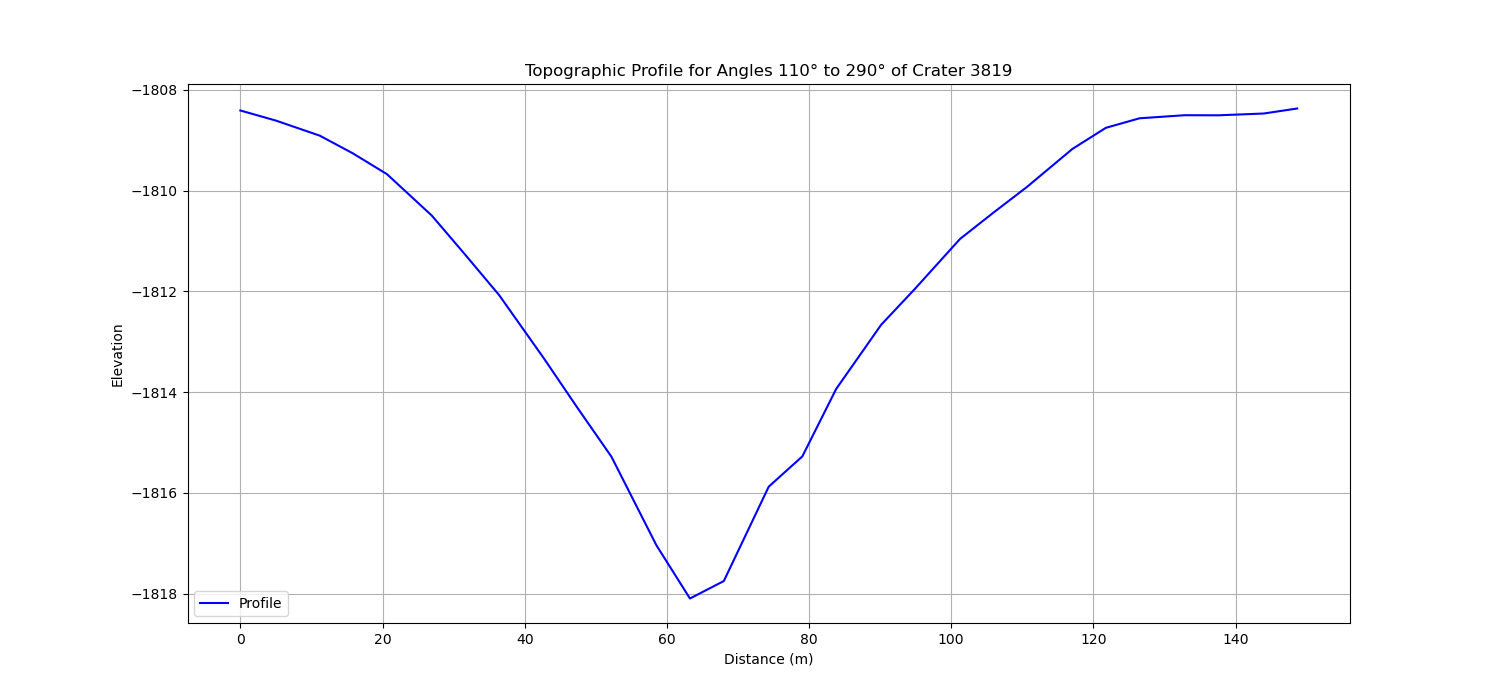 Topographic Profile for Angles 110° to 290° of Crater 3819
−1808
−1810
−1812
−1814
−1816
−1818
Elevation
Profile
0 20 40 60 80 100 120 140
Distance (m)